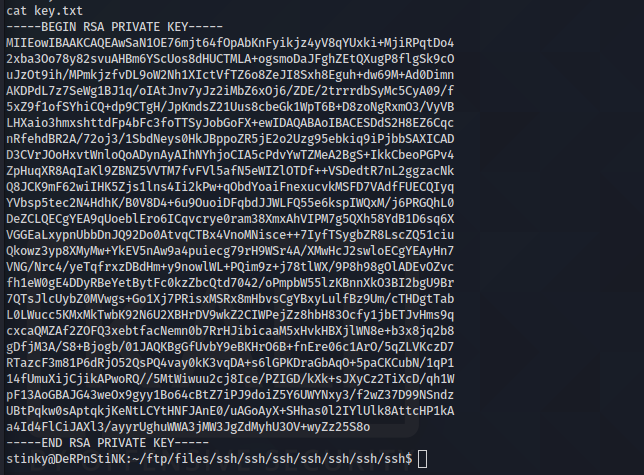 cat key.txt
-----BEGIN RSA PRIVATE KEY-----
MIIEowIBAAKCAQEAwSaN1OE76mjt64fOpAbKnFyikjz4yV8qYUxki+MjiRPqtDo4
2xba3Oo78y82svuAHBm6YScUos8dHUCTMLA+ogsmoDaJFghZEtQXugP8flgSk9cO
uJzOt9ih/MPmkjzfvDL9oW2Nh1XIctVfTZ6o8ZeJI8Sxh8Eguh+dw69M+Ad0Dimn
AKDPdL7z7SeWg1BJ1q/oIAtJnv7yJz2iMbZ6xOj6/ZDE/2trrrdbSyMc5CyA09/f
5xZ9f1ofSYhiCQ+dp9CTgH/JpKmdsZ21Uus8cbeGk1WpT6B+D8zoNgRxmO3/VyVB
LHXaio3hmxshttdFp4bFc3foTTSyJobGoFX+ewIDAQABAoIBACESDdS2H8EZ6Cqc
nRfehdBR2A/72oj3/1SbdNeys0HkJBppoZR5jE2o2Uzg95ebkiq9iPjbbSAXICAD
D3CVrJOoHxvtWnloQoADynAyAIhNYhjoCIA5cPdvYwTZMeA2BgS+IkkCbeoPGPv4
ZpHuqXR8AqIaKl9ZBNZ5VVTM7fvFVl5afN5eWIZlOTDf++VSDedtR7nL2ggzacNk
Q8JCK9mF62wiIHK5Zjs1lns4Ii2kPw+qObdYoaiFnexucvkMSFD7VAdfFUECQIyq
YVbsp5tec2N4HdhK/B0V8D4+6u9OuoiDFqbdJJWLFQ55e6kspIWQxM/j6PRGQhL0
DeZCLQECgYEA9qUoeblEro6ICqvcrye0ram38XmxAhVIPM7g5QXh58YdB1D6sq6X
VGGEaLxypnUbbDnJQ92Do0AtvqCTBx4VnoMNisce++7IyfTSygbZR8LscZQ51ciu
Qkowz3yp8XMyMw+YkEV5nAw9a4puiecg79rH9WSr4A/XMwHcJ2swloECgYEAyHn7
VNG/Nrc4/yeTqfrxzDBdHm+y9nowlWL+PQim9z+j78tlWX/9P8h98gOlADEvOZvc
fh1eW0gE4DDyRBeYetBytFc0kzZbcQtd7042/oPmpbW55lzKBnnXkO3BI2bgU9Br
7QTsJlcUybZ0MVwgs+Go1Xj7PRisxMSRx8mHbvsCgYBxyLulfBz9Um/cTHDgtTab
L0LWucc5KMxMkTwbK92N6U2XBHrDV9wkZ2CIWPejZz8hbH83Ocfy1jbETJvHms9q
cxcaQMZAf2ZOFQ3xebtfacNemn0b7RrHJibicaaM5xHvkHBXjlWN8e+b3x8jq2b8
gDfjM3A/S8+Bjogb/01JAQKBgGfUvbY9eBKHrO6B+fnEre06c1ArO/5qZLVKczD7
RTazcF3m81P6dRjO52QsPQ4vay0kK3vqDA+s6lGPKDraGbAqO+5paCKCubN/1qP1
14fUmuXijCjikAPwoRQ//5MtWiwuu2cj8Ice/PZIGD/kXk+sJXyCz2TiXcD/qh1W
pf13AoGBAJG43weOx9gyy1Bo64cBtZ7iPJ9doiZ5Y6UWYNxy3/f2wZ37D99NSndz
UBtPqkw0sAptqkjKeNtLCYtHNFJAnE0/uAGoAyX+SHhas0l2IYlUlk8AttcHP1kA
a4Id4FlCiJAXl3/ayyrUghuWWA3jMW3JgZdMyhU3OV+wyZz25S8o
-----END RSA PRIVATE KEY-----
stinky@DeRPnStiNK:~/ftp/files/ssh/ssh/ssh/ssh/ssh/ssh/ssh$